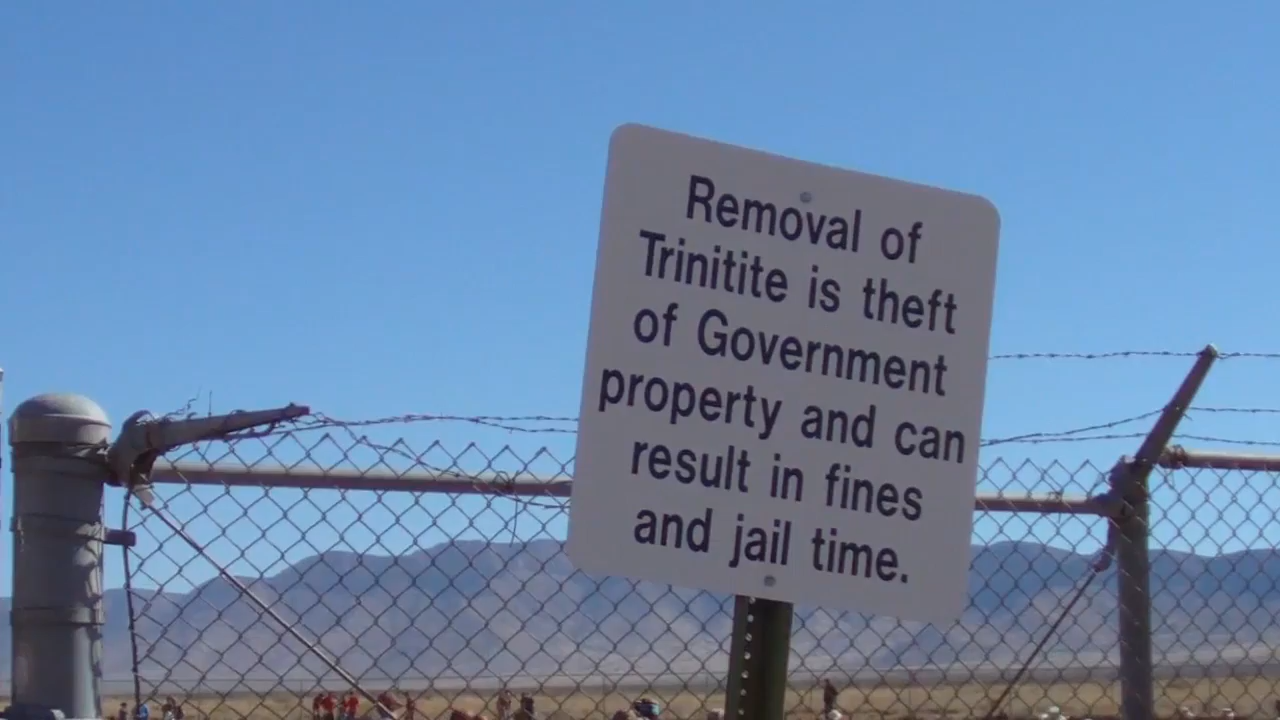 Removal of
Trinitite is theft
of Government
property and can
result in fines
and jail time.